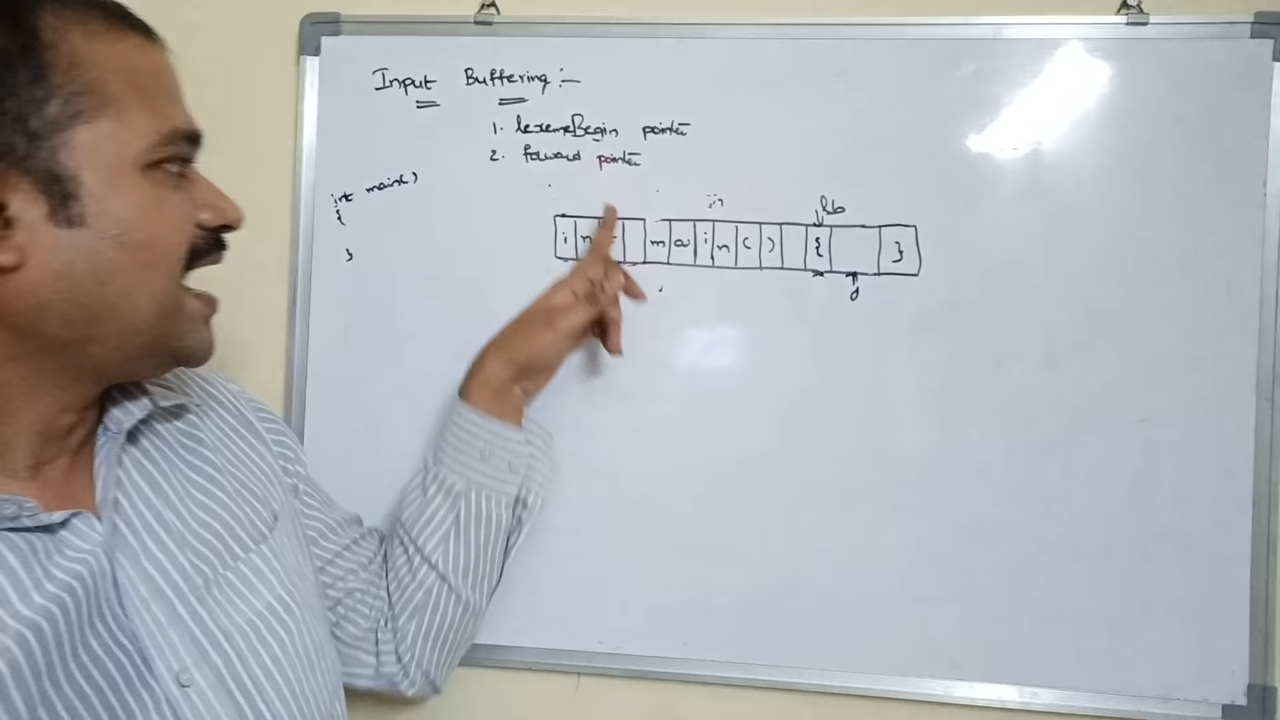 Input Buffering :-
1. lexemeBegin pointer
2. forward pointer
int main()
{
}
i n m a i n ( ) { }
lb